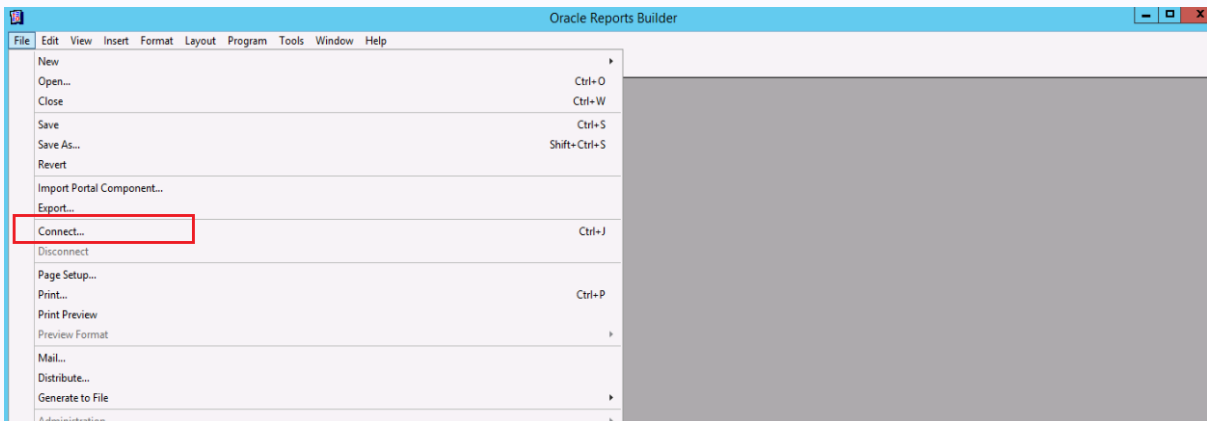 Oracle Reports Builder
File Edit View Insert Format Layout Program Tools Window Help
New
Open... Ctrl+O
Close Ctrl+W
Save Ctrl+S
Save As... Shift+Ctrl+S
Revert
Import Portal Component...
Export...
Connect... Ctrl+J
Disconnect
Page Setup...
Print... Ctrl+P
Print Preview
Preview Format
Mail...
Distribute...
Generate to File
Administration